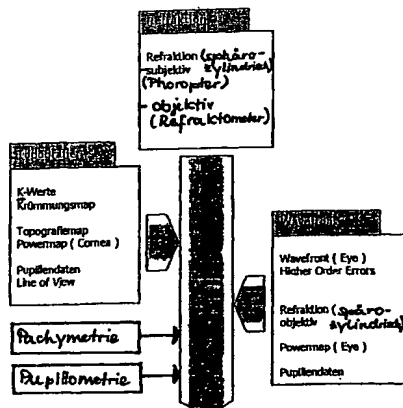 Refraktion (sphäro-
-subjektiv zylindrisch)
(Phoropter)
- objektiv
(Refraktometer)
K-Werte
Krümmungsmap
Topografiemap
Powermap ( Cornea )
Pupillendaten
Line of View
Pachymetrie
Pupillometrie
Wavefront ( Eye )
Higher Order Errors
Refraktion (sphäro-
objektiv zylindrisch)
Powermap ( Eye )
Pupillendaten